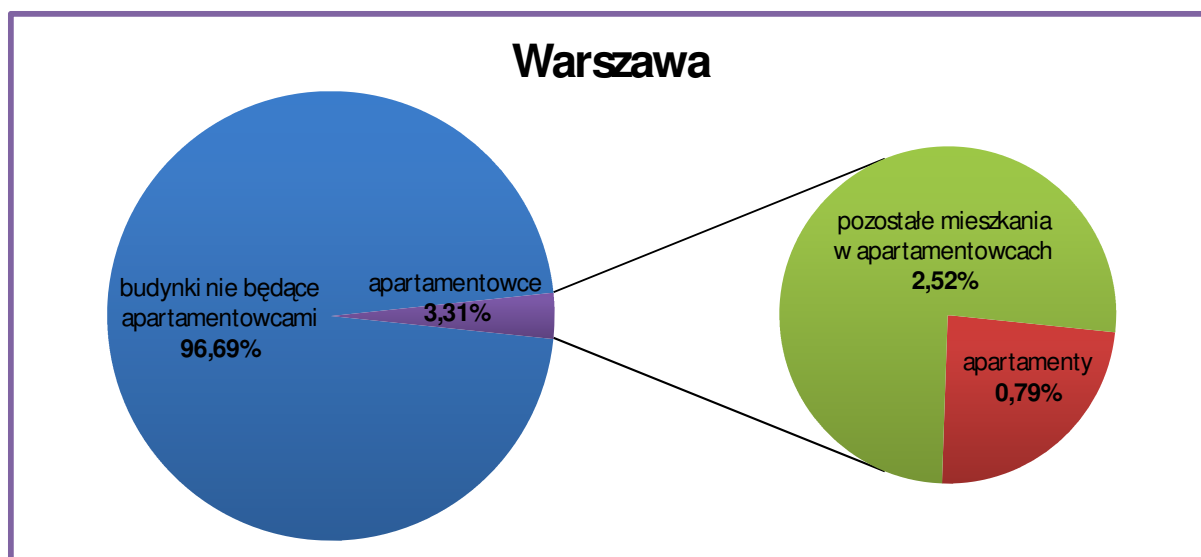 Warszawa
budynki nie będące
apartamentowcami
96,69%
apartamentowce
3,31%
pozostałe mieszkania
w apartamentowcach
2,52%
apartamenty
0,79%